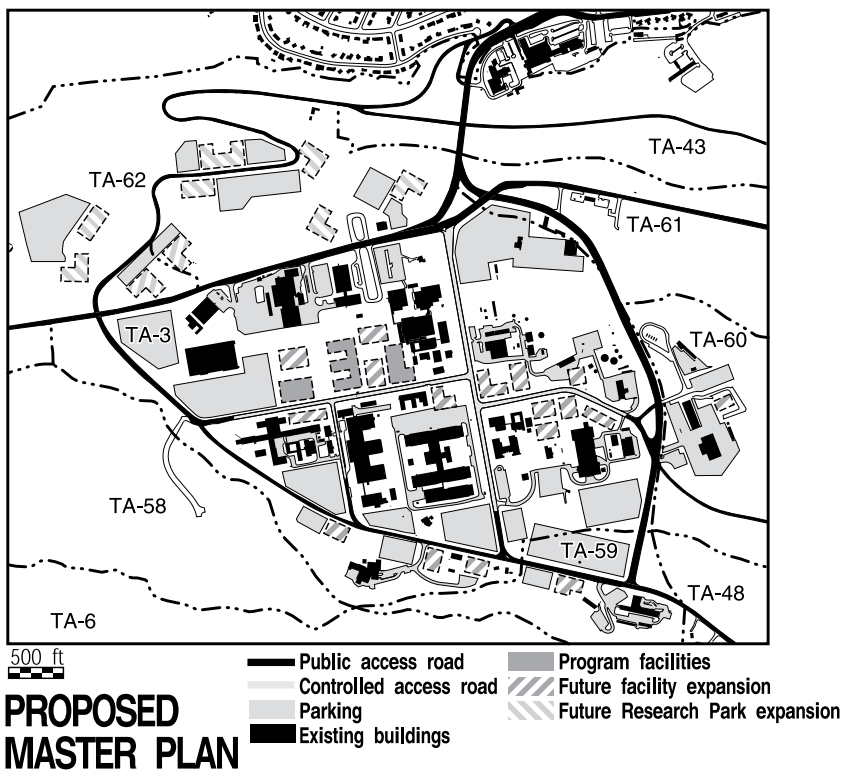 TA-43
TA-62
TA-61
TA-3
TA-60
TA-58
TA-59
TA-48
TA-6
500 ft
PROPOSED
MASTER PLAN
Public access road
Controlled access road
Parking
Existing buildings
Program facilities
Future facility expansion
Future Research Park expansion